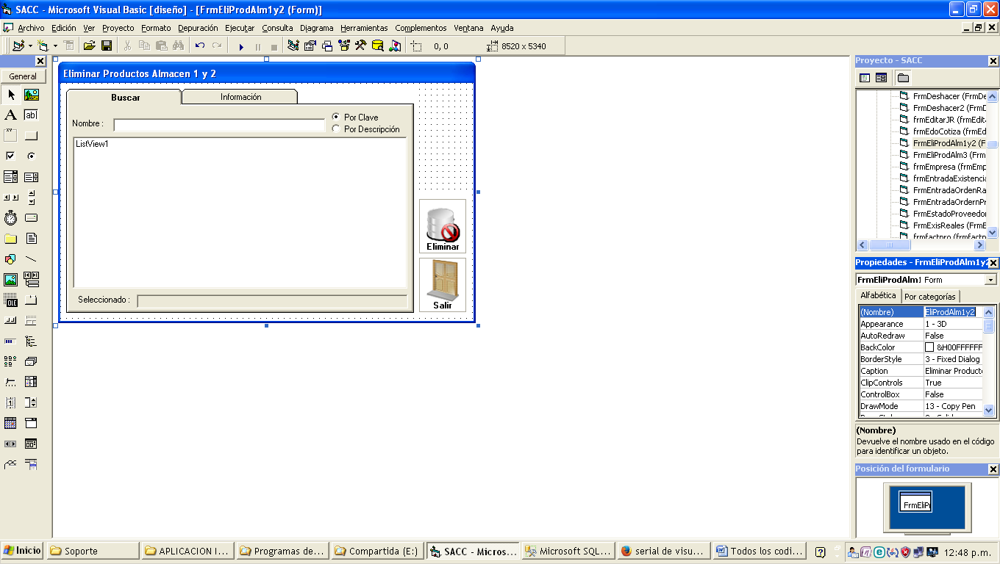 SACC - Microsoft Visual Basic [diseño] - [FrmEliProdAlm1y2 (Form)]
Archivo Edición Ver Proyecto Formato Depuración Ejecutar Consulta Diagrama Herramientas Complementos Ventana Ayuda
0, 0 8520 x 5340
General
Eliminar Productos Almacen 1 y 2
Buscar Información
Nombre :
Por Clave
Por Descripción
ListView1
Eliminar
Salir
Seleccionado :
Proyecto - SACC
FrmDeshacer (FrmDe
FrmDeshacer2 (FrmD
frmEditarJR (frmEdit
frmEdoCotiza (frmEd
FrmEliProdAlm1y2 (F
FrmEliProdAlm3 (Frm
frmEmpresa (frmEmp
frmEntradaExistencia
FrmEntradaOrdenRa
FrmEntradaOrdernPr
FrmEstadoProveedor
FrmExisReales (FrmE
frmfactpro (frmfactp
Propiedades - FrmEliProdAlm1y2
FrmEliProdAlm1 Form
Alfabética Por categorías
(Nombre) EliProdAlm1y2
Appearance 1 - 3D
AutoRedraw False
BackColor &H00FFFFFF
BorderStyle 3 - Fixed Dialog
Caption Eliminar Producto
ClipControls True
ControlBox False
DrawMode 13 - Copy Pen
(Nombre)
Devuelve el nombre usado en el código
para identificar un objeto.
Posición del formulario
FrmEliPr
Inicio Soporte APLICACION I... Programas de... Compartida (E:) SACC - Micros... Microsoft SQL... serial de visu... Todos los codi... 12:48 p.m.